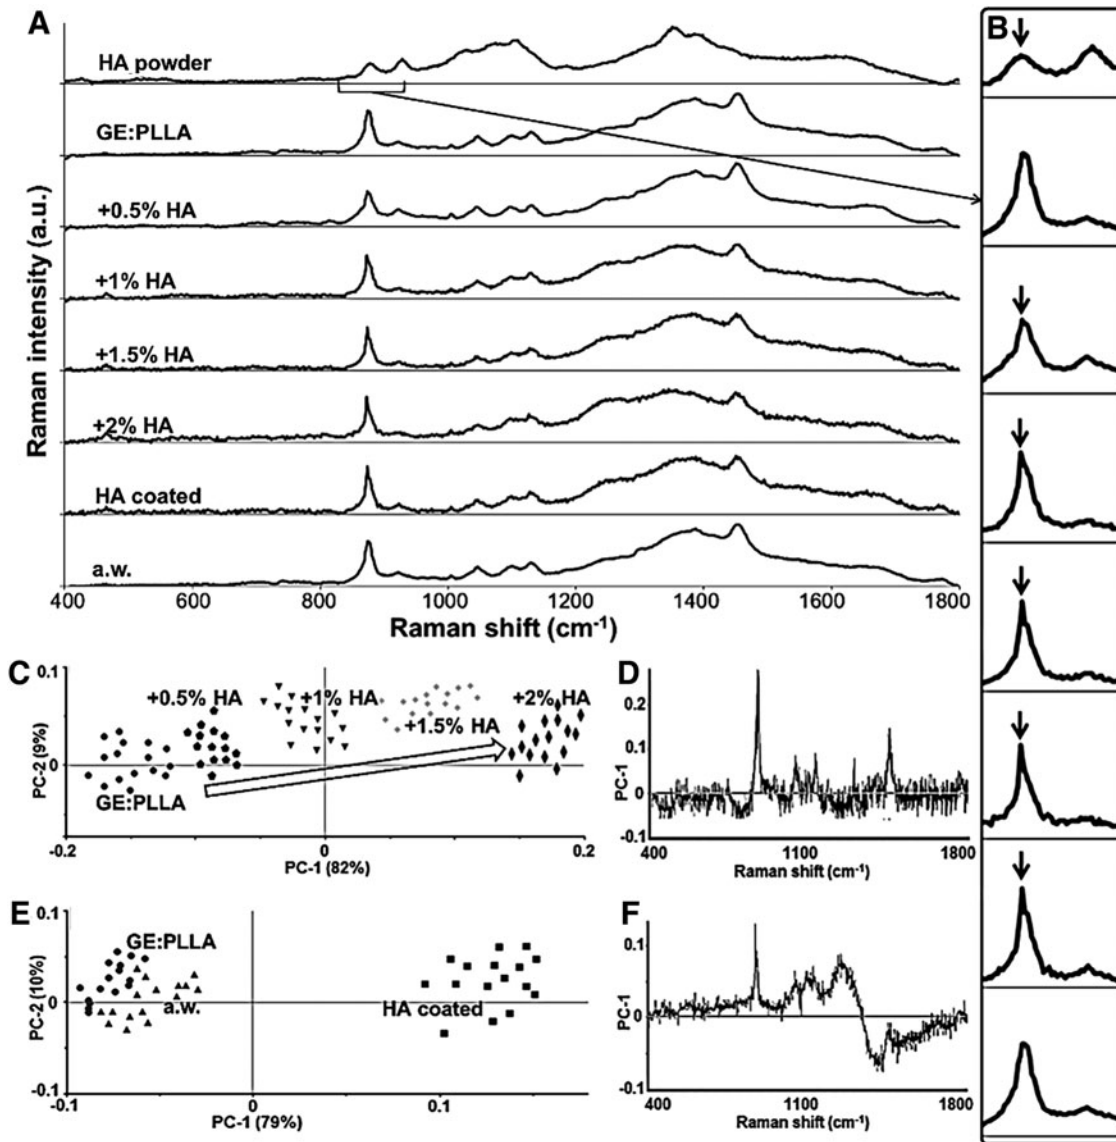 A
B
HA powder
GE:PLLA
+0.5% HA
+1% HA
+1.5% HA
+2% HA
HA coated
a.w.
Raman intensity (a.u.)
400 600 800 1000 1200 1400 1600 1800
Raman shift (cm-1)
C
0.1
0
-0.2 0 0.2
PC-2 (9%)
PC-1 (82%)
+0.5% HA
+1% HA
+1.5% HA
+2% HA
GE:PLLA
D
0.2
0.1
0
-0.1
PC-1
400 1100 1800
Raman shift (cm-1)
E
0.1
0
-0.1
-0.1 0 0.1
PC-2 (10%)
PC-1 (79%)
GE:PLLA
a.w.
HA coated
F
0.1
0
-0.1
PC-1
400 1100 1800
Raman shift (cm-1)